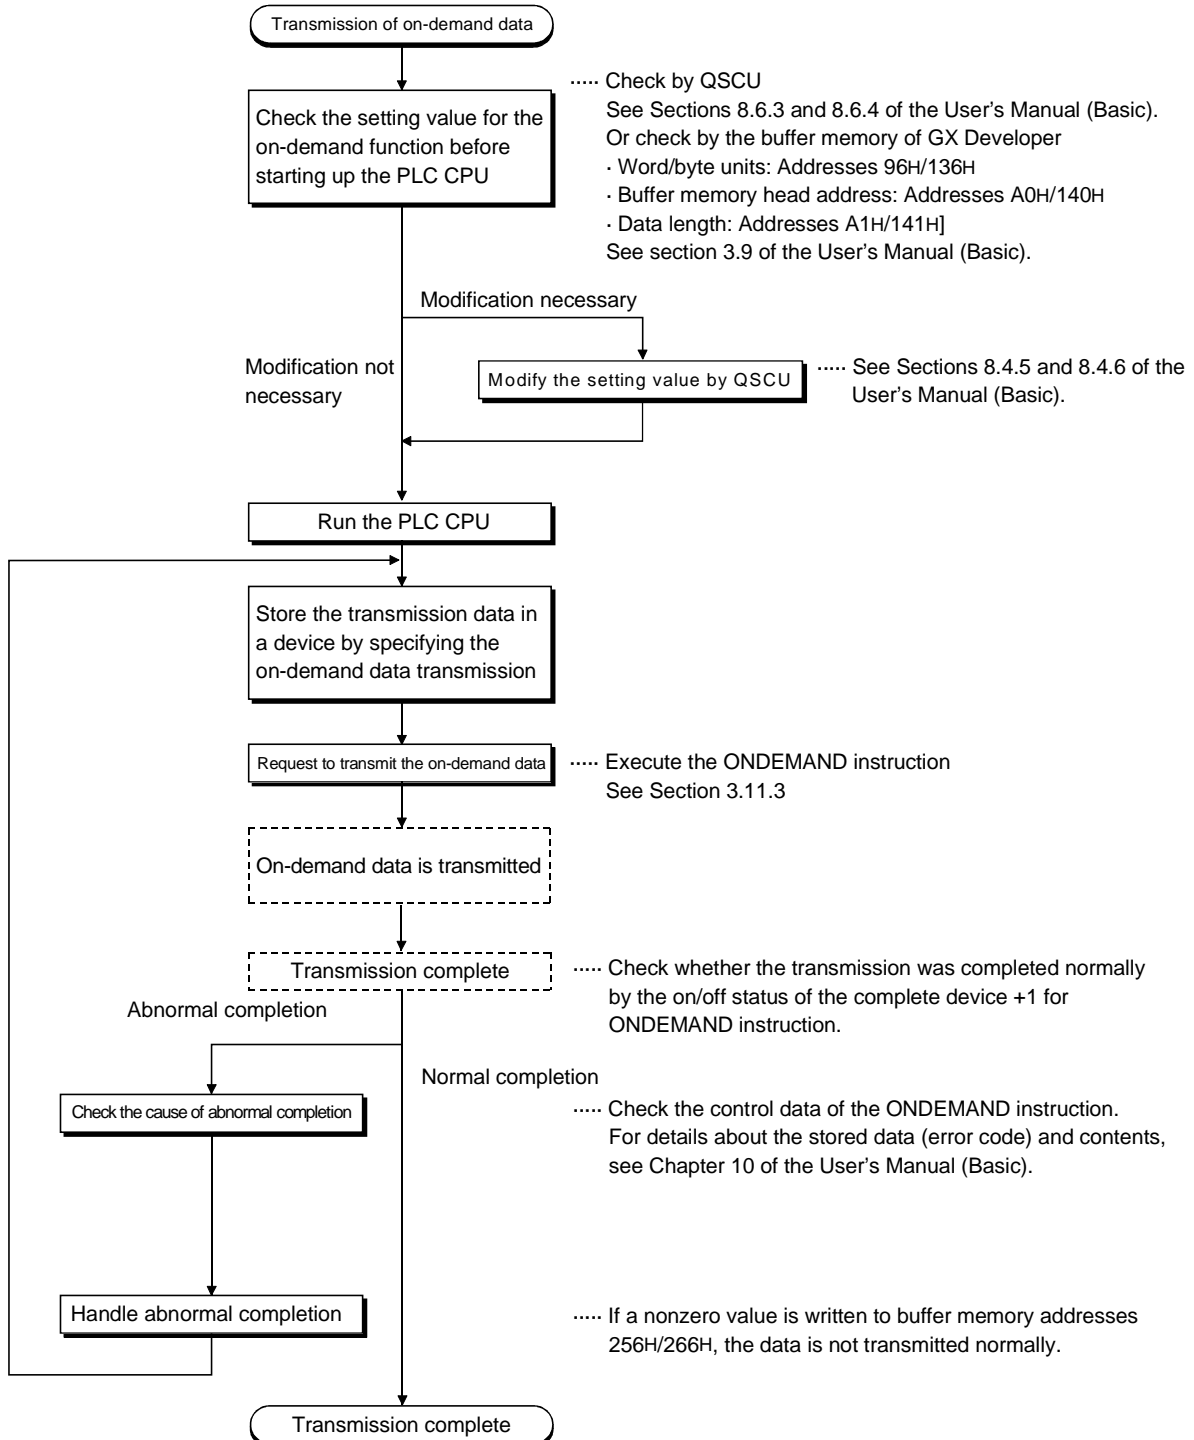 Transmission of on-demand data
Check the setting value for the
on-demand function before
starting up the PLC CPU
····· Check by QSCU
See Sections 8.6.3 and 8.6.4 of the User's Manual (Basic).
Or check by the buffer memory of GX Developer
· Word/byte units: Addresses 96H/136H
· Buffer memory head address: Addresses A0H/140H
· Data length: Addresses A1H/141H]
See section 3.9 of the User's Manual (Basic).
Modification necessary
Modification not
necessary
Modify the setting value by QSCU
····· See Sections 8.4.5 and 8.4.6 of the
User's Manual (Basic).
Run the PLC CPU
Store the transmission data in
a device by specifying the
on-demand data transmission
Request to transmit the on-demand data
····· Execute the ONDEMAND instruction
See Section 3.11.3
On-demand data is transmitted
Transmission complete
····· Check whether the transmission was completed normally
by the on/off status of the complete device +1 for
ONDEMAND instruction.
Abnormal completion
Normal completion
Check the cause of abnormal completion
····· Check the control data of the ONDEMAND instruction.
For details about the stored data (error code) and contents,
see Chapter 10 of the User's Manual (Basic).
Handle abnormal completion
····· If a nonzero value is written to buffer memory addresses
256H/266H, the data is not transmitted normally.
Transmission complete